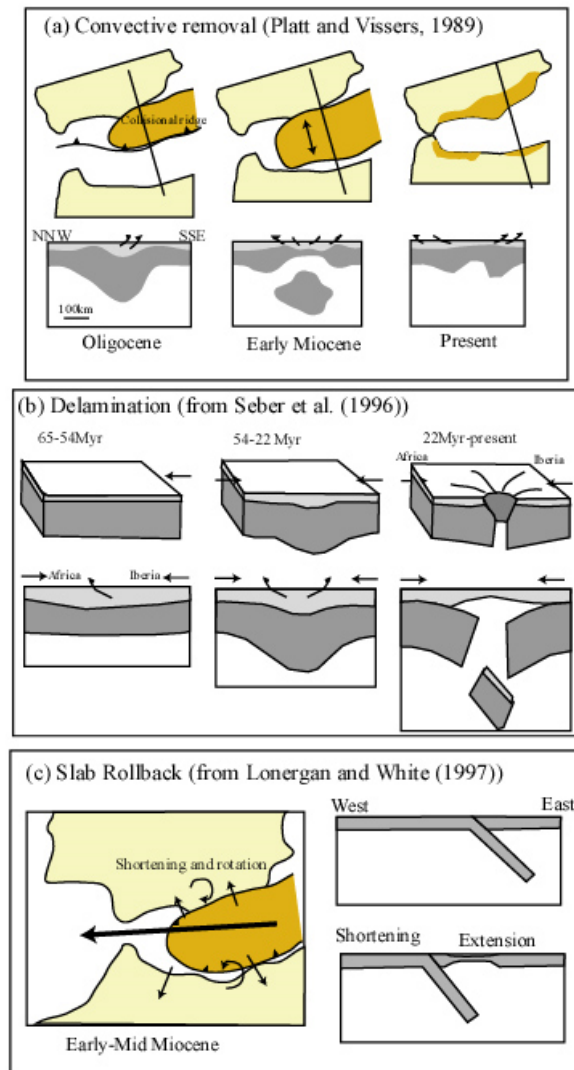 (a) Convective removal (Platt and Vissers, 1989)
Collisional ridge
NNW
SSE
100km
Oligocene
Early Miocene
Present
(b) Delamination (from Seber et al. (1996))
65-54Myr
54-22 Myr
22Myr-present
Africa
Iberia
Africa
Iberia
(c) Slab Rollback (from Lonergan and White (1997))
Shortening and rotation
Early-Mid Miocene
West
East
Shortening
Extension